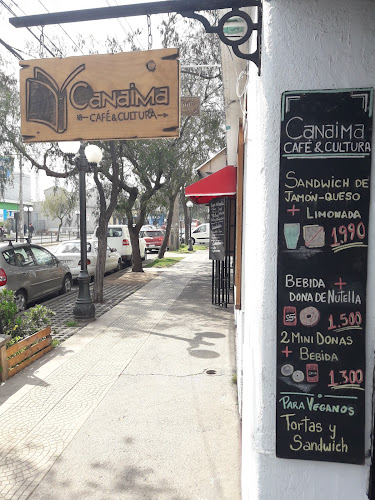 Canaima
CAFÉ & CULTURA
Canaima
CAFÉ & CULTURA
SANDWICH DE
JAMÓN-QUESO
+ LIMONADA
1.990
BEBIDA +
DONA DE NUTELLA
1.500
2 MINI DONAS
+ BEBIDA
1.300
PARA VEGANOS
TORTAS Y
SANDWICH